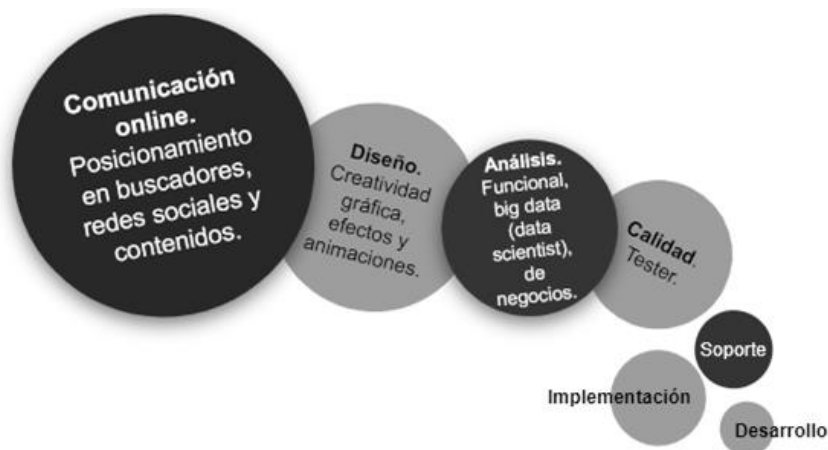 Comunicación
online.
Posicionamiento
en buscadores,
redes sociales y
contenidos.
Diseño.
Creatividad
gráfica,
efectos y
animaciones.
Análisis.
Funcional,
big data
(data
scientist),
de
negocios.
Calidad.
Tester.
Soporte
Implementación
Desarrollo